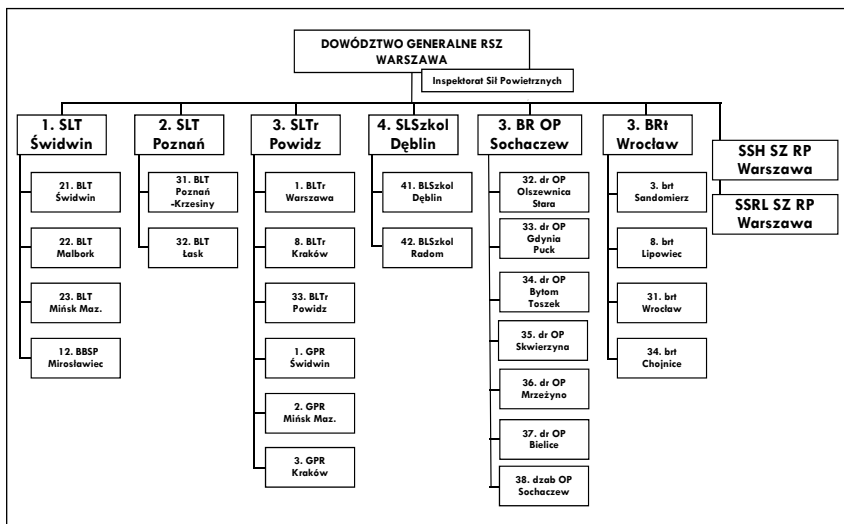 DOWÓDZTWO GENERALNE RSZ
WARSZAWA
Inspektorat Sił Powietrznych
1. SLT
Świdwin
21. BLT
Świdwin
22. BLT
Malbork
23. BLT
Mińsk Maz.
12. BBSP
Mirosławiec
2. SLT
Poznań
31. BLT
Poznań
-Krzesiny
32. BLT
Łask
3. SLTr
Powidz
1. BLTr
Warszawa
8. BLTr
Kraków
33. BLTr
Powidz
1. GPR
Świdwin
2. GPR
Mińsk Maz.
3. GPR
Kraków
4. SLSzkol
Dęblin
41. BLSzkol
Dęblin
42. BLSzkol
Radom
3. BR OP
Sochaczew
32. dr OP
Olszewnica
Stara
33. dr OP
Gdynia
Puck
34. dr OP
Bytom
Toszek
35. dr OP
Skwierzyna
36. dr OP
Mrzeżyno
37. dr OP
Bielice
38. dzab OP
Sochaczew
3. BRt
Wrocław
3. brt
Sandomierz
8. brt
Lipowiec
31. brt
Wrocław
34. brt
Chojnice
SSH SZ RP
Warszawa
SSRL SZ RP
Warszawa